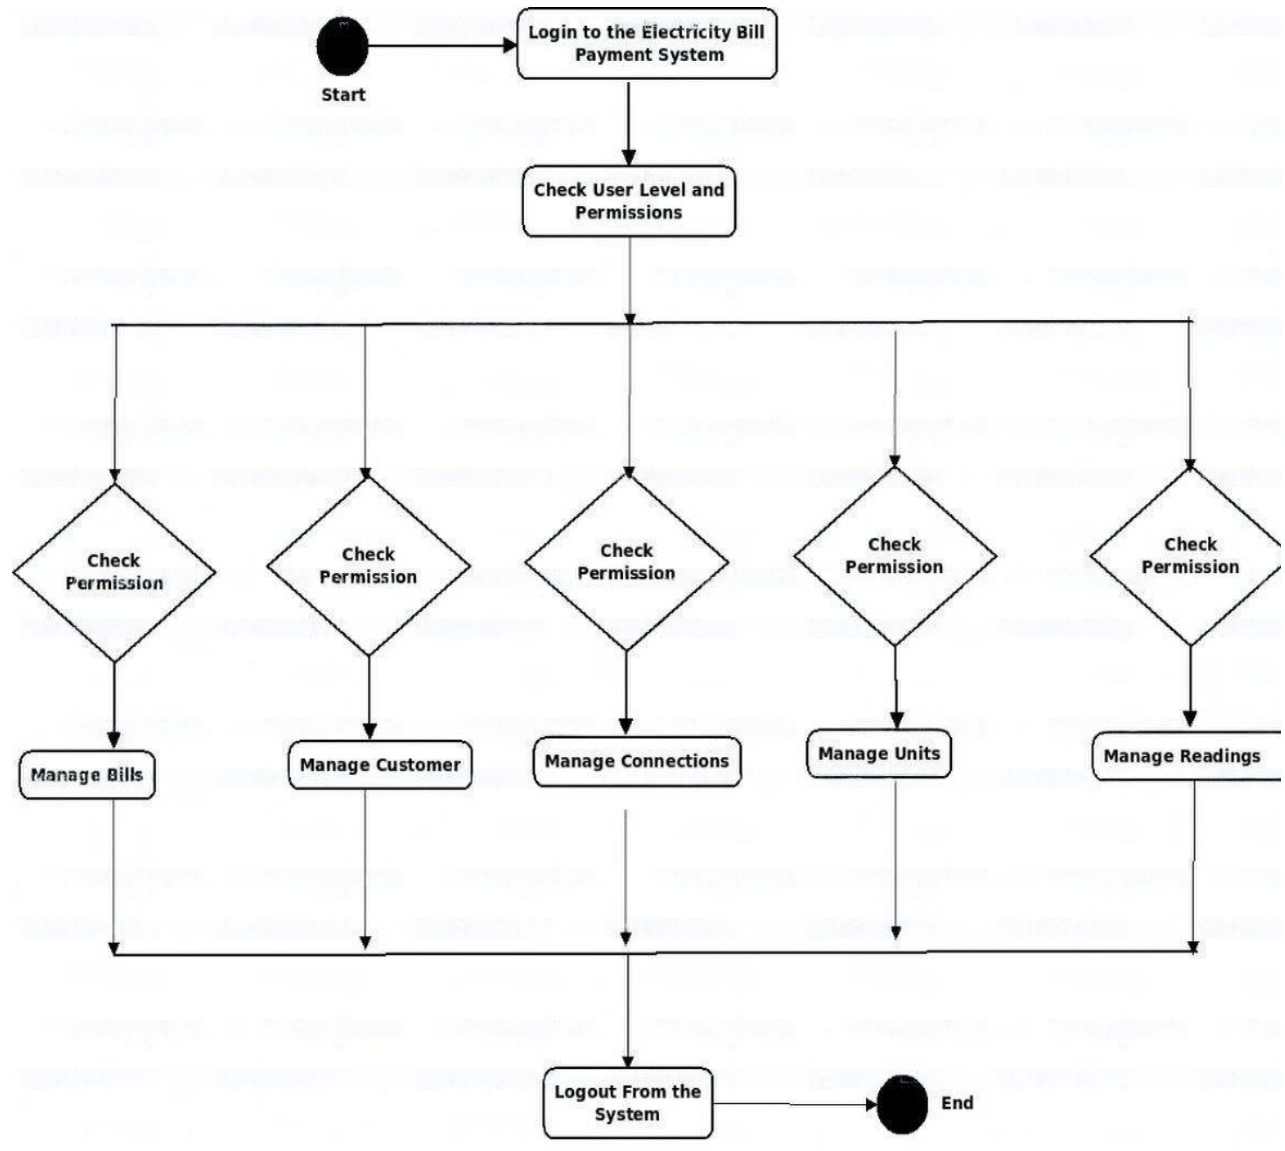 Login to the Electricity Bill
Payment System
Start
Check User Level and
Permissions
Check
Permission
Check
Permission
Check
Permission
Check
Permission
Check
Permission
Manage Bills
Manage Customer
Manage Connections
Manage Units
Manage Readings
Logout From the
System
End